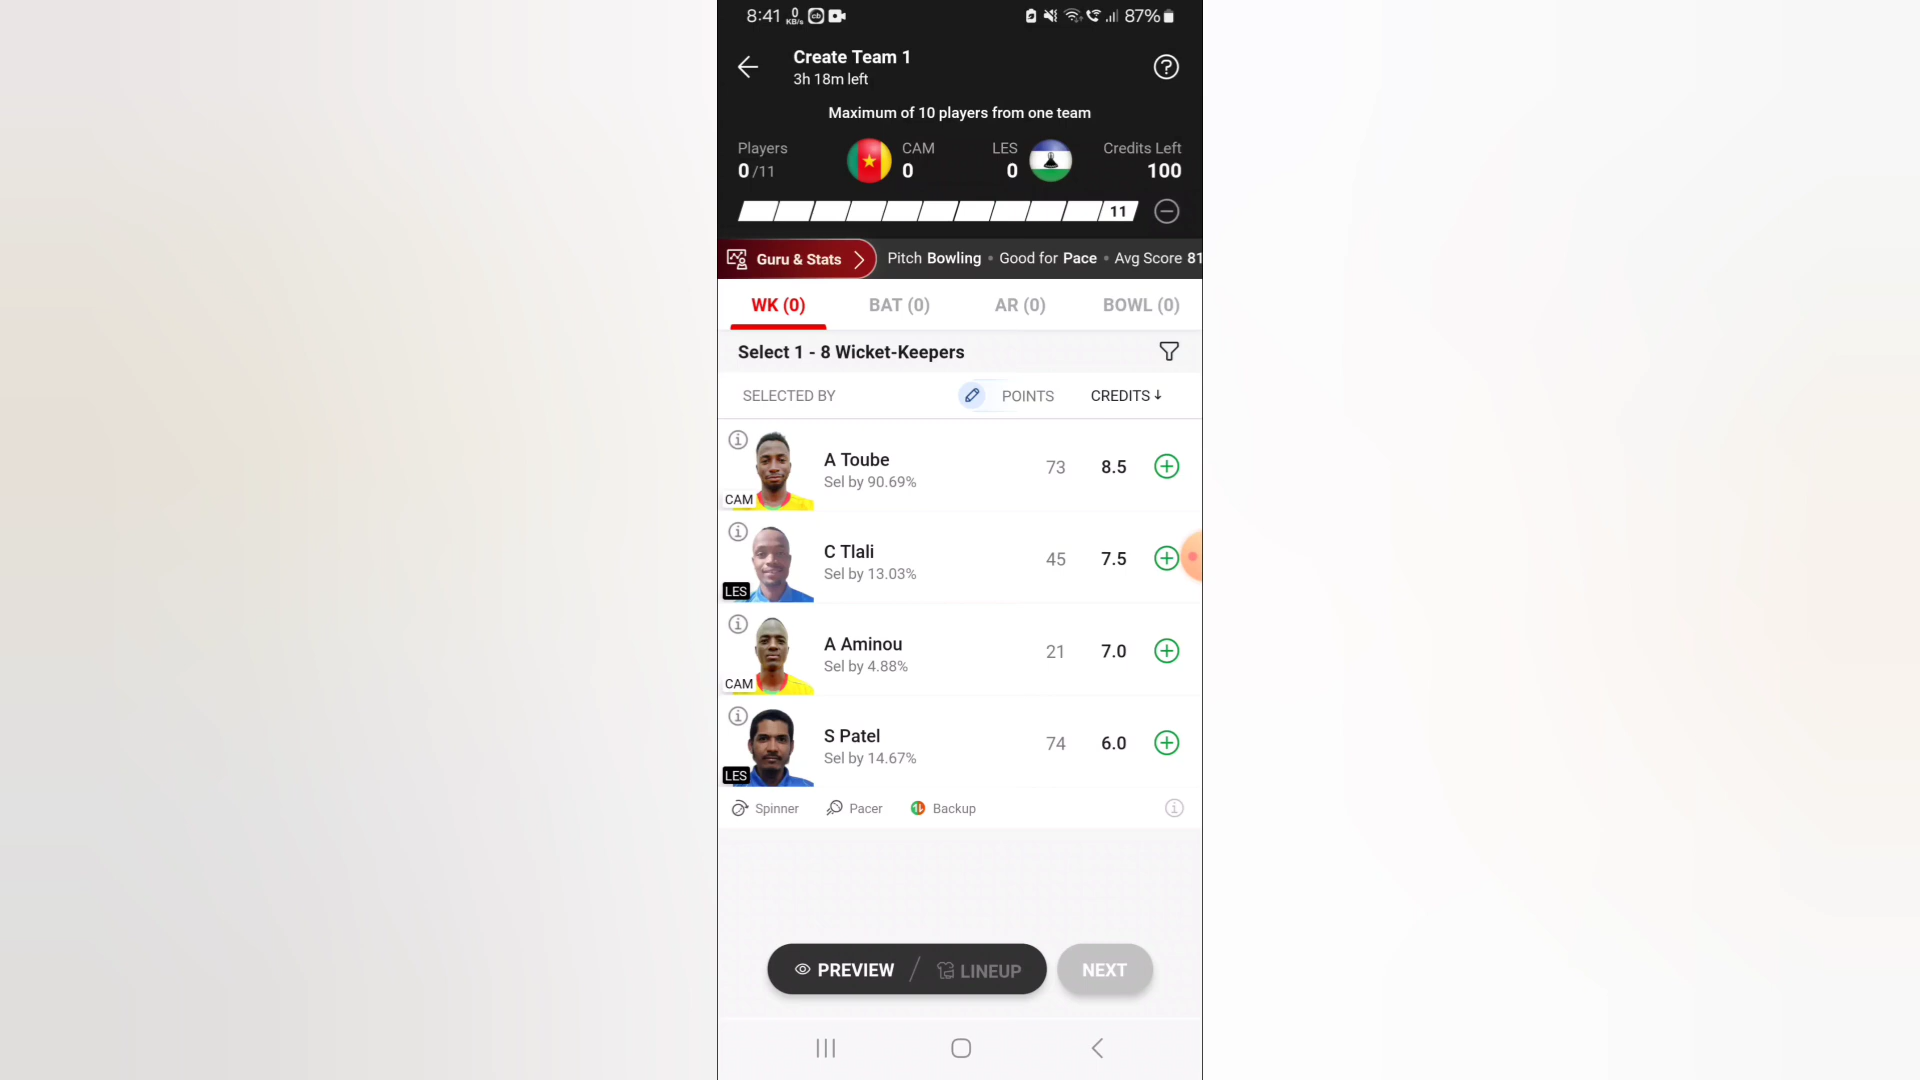 8:41 0 KB/s 87%
Create Team 1
3h 18m left
Maximum of 10 players from one team
Players CAM LES Credits Left
0/11 0 0 100
11
Guru & Stats Pitch Bowling • Good for Pace • Avg Score 81
WK (0) BAT (0) AR (0) BOWL (0)
Select 1 - 8 Wicket-Keepers
SELECTED BY POINTS CREDITS ↓
A Toube 73 8.5
Sel by 90.69%
CAM
C Tlali 45 7.5
Sel by 13.03%
LES
A Aminou 21 7.0
Sel by 4.88%
CAM
S Patel 74 6.0
Sel by 14.67%
LES
Spinner Pacer Backup
PREVIEW / LINEUP NEXT